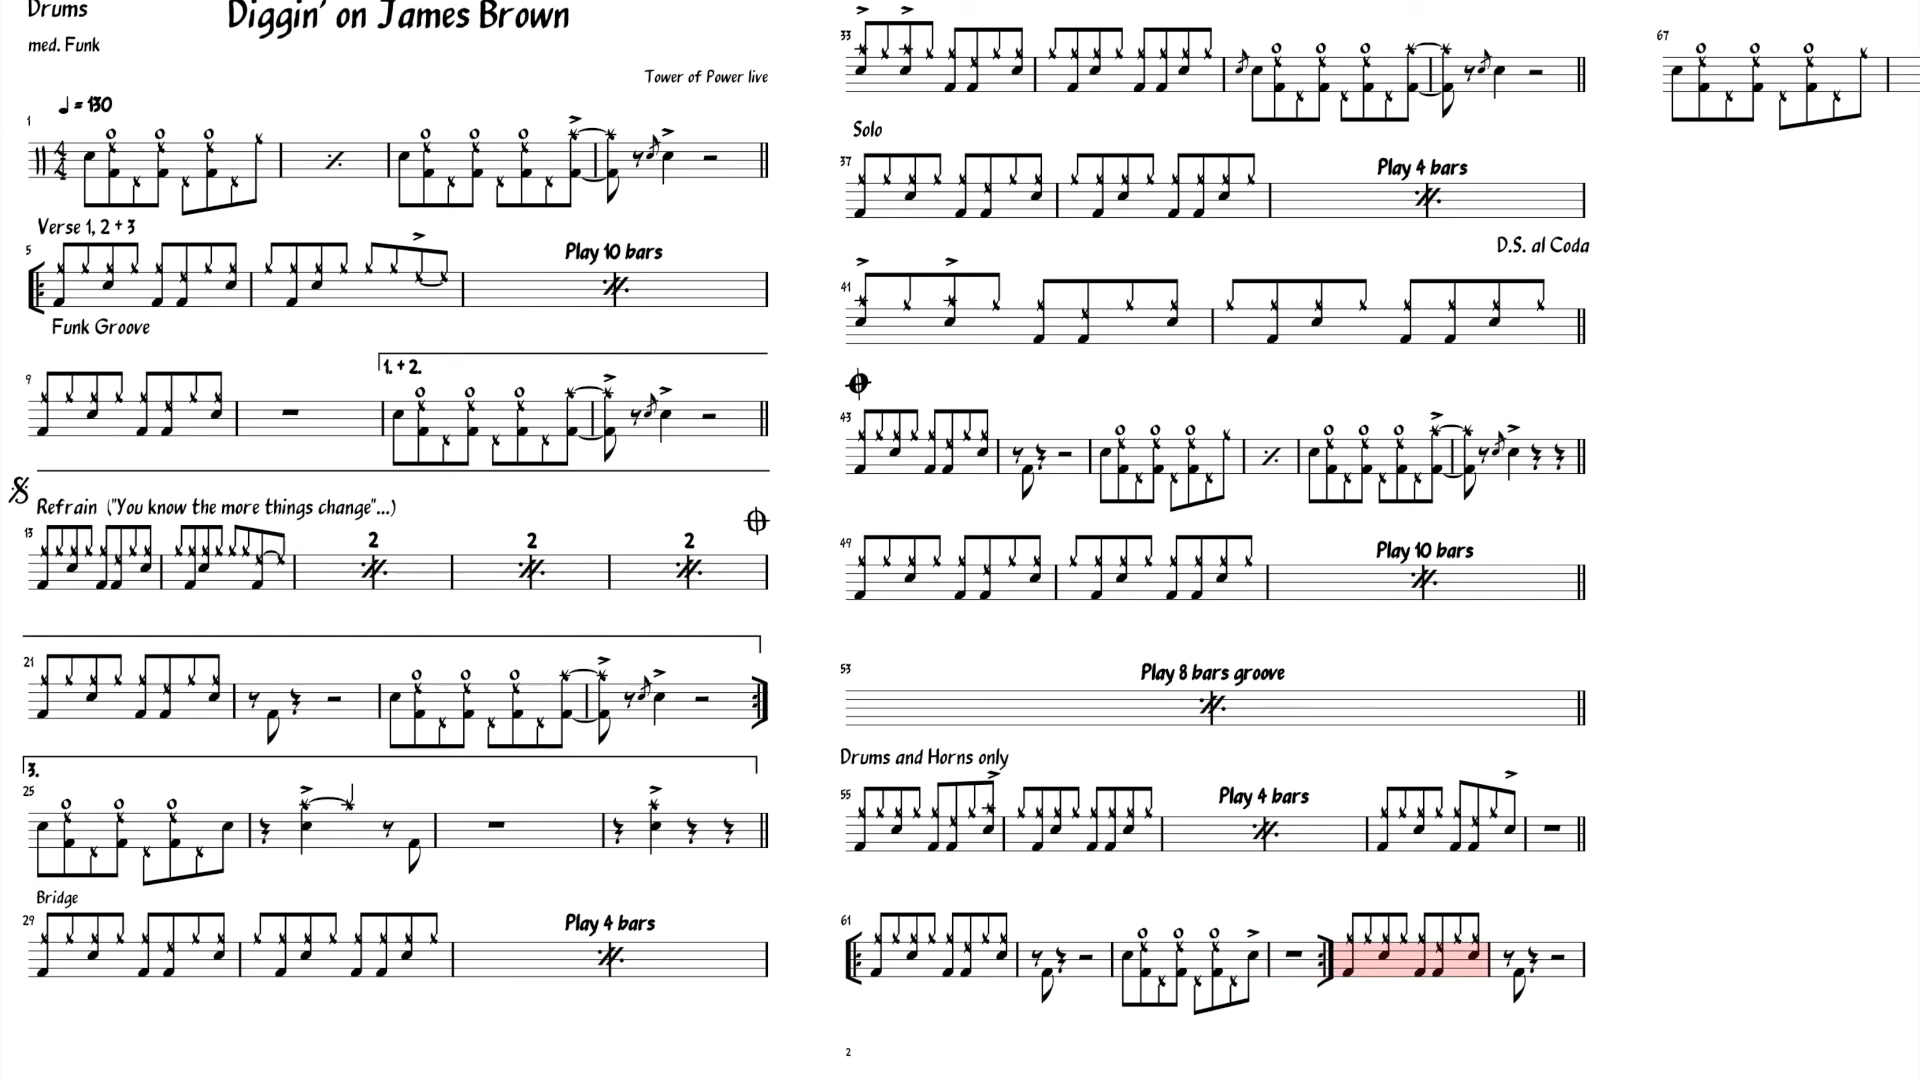 Drums
Diggin' on James Brown
med. Funk
Tower of Power live
♩ = 130
1
4
4
Verse 1, 2 + 3
5
Play 10 bars
Funk Groove
9
1. + 2.
Refrain ("You know the more things change"...)
13
2
2
2
21
3.
25
Bridge
29
Play 4 bars
33
Solo
37
Play 4 bars
D.S. al Coda
41
43
49
Play 10 bars
53
Play 8 bars groove
Drums and Horns only
55
Play 4 bars
61
2
67